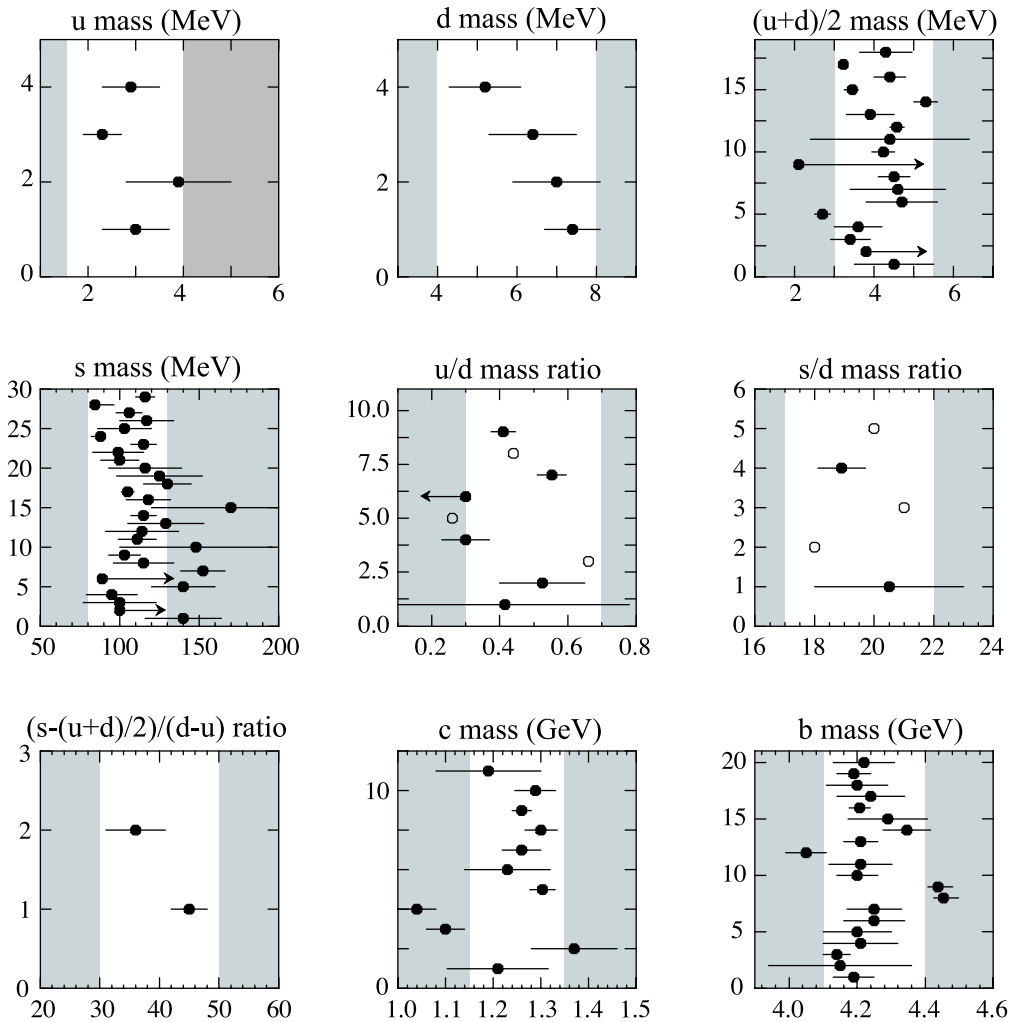 u mass (MeV)
d mass (MeV)
(u+d)/2 mass (MeV)
4
2
0
2 4 6
4
2
0
4 6 8
15
10
5
0
2 4 6
s mass (MeV)
u/d mass ratio
s/d mass ratio
30
25
20
15
10
5
0
50 100 150 200
10.0
7.5
5.0
2.5
0.0
0.2 0.4 0.6 0.8
6
5
4
3
2
1
0
16 18 20 22 24
(s-(u+d)/2)/(d-u) ratio
c mass (GeV)
b mass (GeV)
3
2
1
0
20 30 40 50 60
10
5
0
1.0 1.1 1.2 1.3 1.4 1.5
20
15
10
5
0
4.0 4.2 4.4 4.6